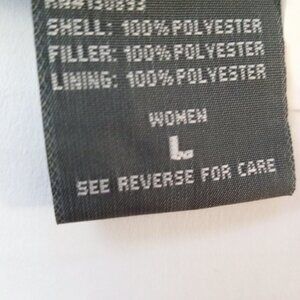 SHELL: 100% POLYESTER
FILLER: 100% POLYESTER
LINING: 100% POLYESTER
WOMEN
L
SEE REVERSE FOR CARE